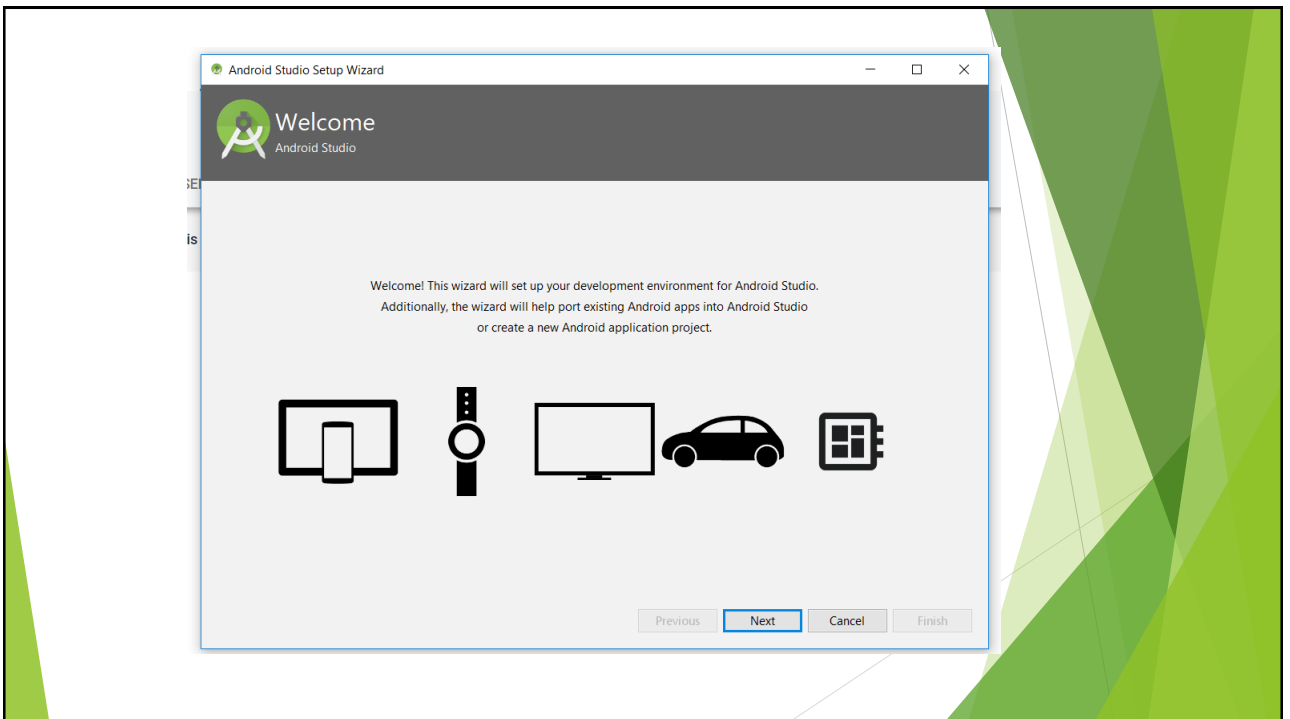 Android Studio Setup Wizard
Welcome
Android Studio
is
Welcome! This wizard will set up your development environment for Android Studio.
Additionally, the wizard will help port existing Android apps into Android Studio
or create a new Android application project.
Previous Next Cancel Finish